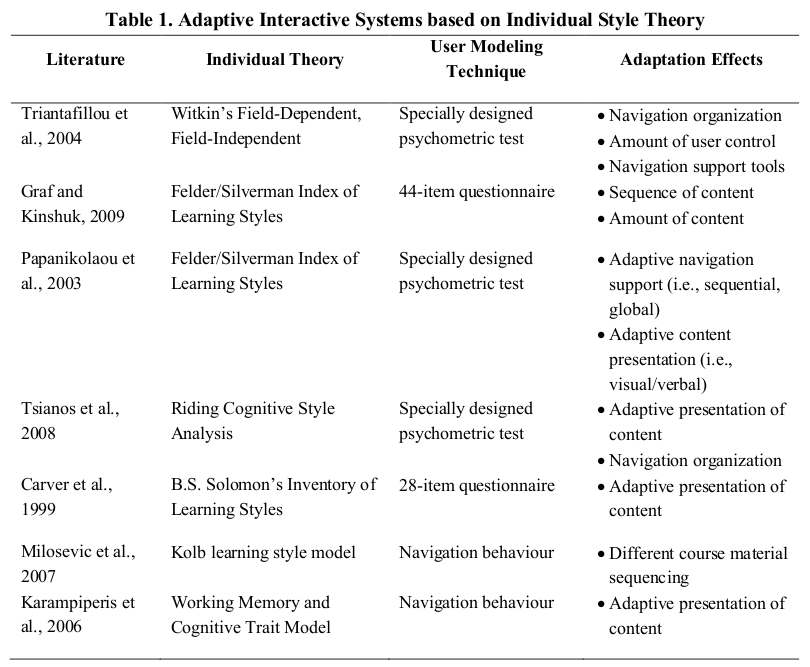 Table 1. Adaptive Interactive Systems based on Individual Style Theory
Literature
Individual Theory
User Modeling
Technique
Adaptation Effects
Triantafillou et
al., 2004
Witkin's Field-Dependent,
Field-Independent
Specially designed
psychometric test
• Navigation organization
• Amount of user control
• Navigation support tools
Graf and
Kinshuk, 2009
Felder/Silverman Index of
Learning Styles
44-item questionnaire
• Sequence of content
• Amount of content
Papanikolaou et
al., 2003
Felder/Silverman Index of
Learning Styles
Specially designed
psychometric test
• Adaptive navigation
support (i.e., sequential,
global)
• Adaptive content
presentation (i.e.,
visual/verbal)
Tsianos et al.,
2008
Riding Cognitive Style
Analysis
Specially designed
psychometric test
• Adaptive presentation of
content
• Navigation organization
Carver et al.,
1999
B.S. Solomon's Inventory of
Learning Styles
28-item questionnaire
• Adaptive presentation of
content
Milosevic et al.,
2007
Kolb learning style model
Navigation behaviour
• Different course material
sequencing
Karampiperis et
al., 2006
Working Memory and
Cognitive Trait Model
Navigation behaviour
• Adaptive presentation of
content